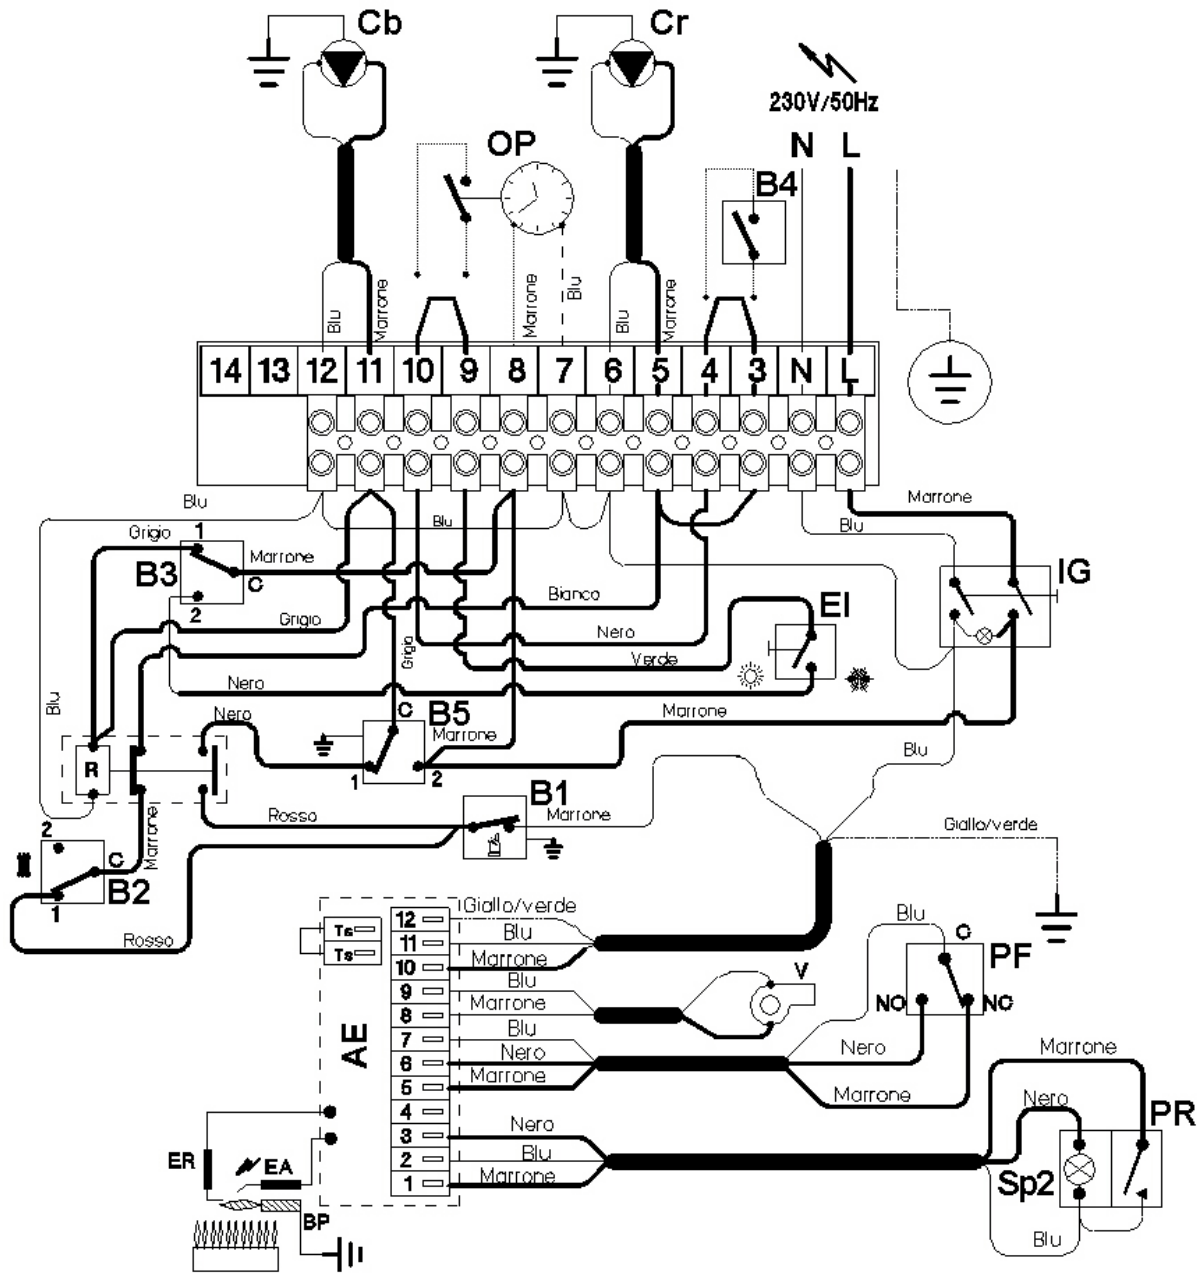 Cb
Cr
230V/50Hz
OP
N L
B4
Blu
Marrone
Marrone
Blu
Blu
Marrone
14 13 12 11 10 9 8 7 6 5 4 3 N L
Blu
Marrone
Grigio
1
Blu
Blu
B3
Marrone
C
IG
2
Bianco
EI
Grigio
Nero
Grigio
Verde
Nero
Blu
Nero
C
B5
Marrone
Marrone
Blu
R
1
2
B1
Marrone
Rosso
Marrone
Giallo/verde
2
C
B2
1
Rosso
Giallo/verde
Blu
Marrone
Blu
Marrone
Blu
Nero
Marrone
Nero
Blu
Marrone
Ts
Ts
12
11
10
9
8
7
6
5
4
3
2
1
AE
V
Blu
C
PF
NO
NC
Nero
Marrone
Marrone
Nero
PR
Sp2
Blu
ER
EA
BP